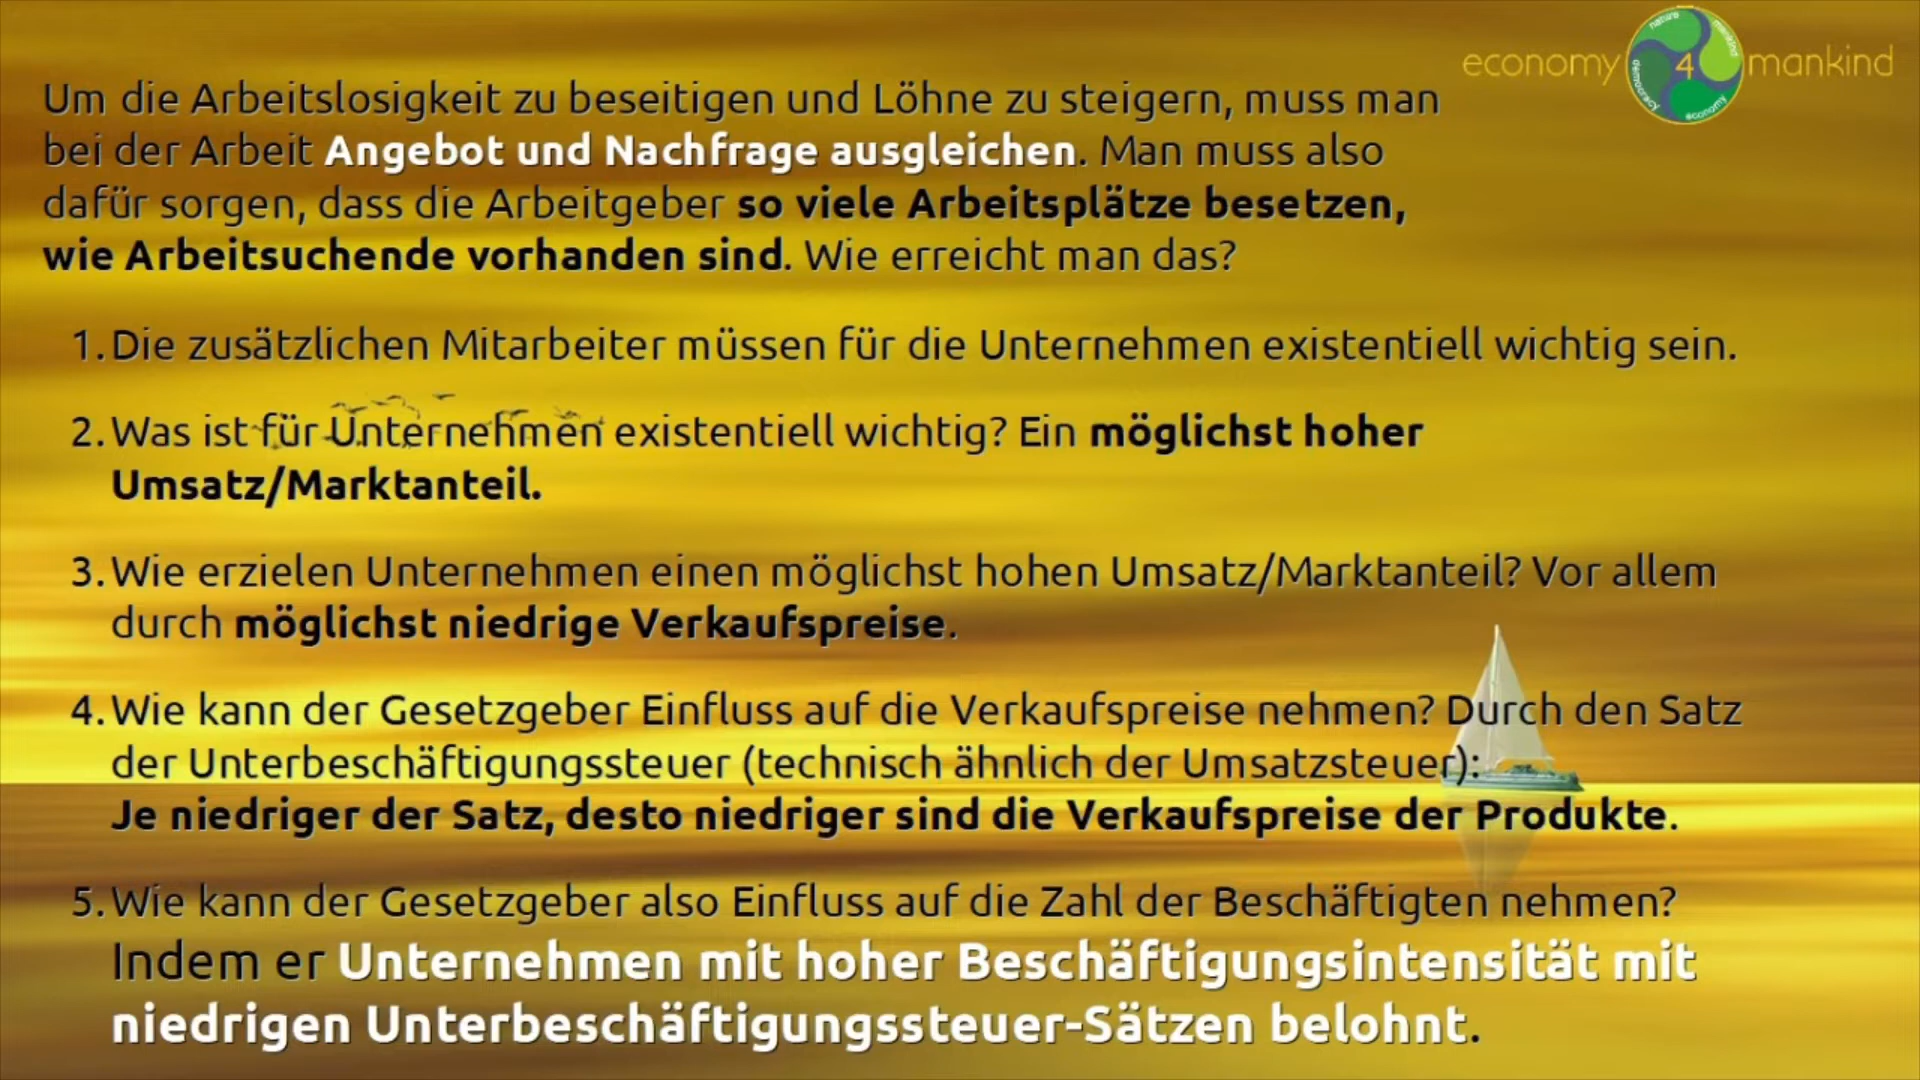 economy 4 mankind
nature
mankind
economy
democracy
Um die Arbeitslosigkeit zu beseitigen und Löhne zu steigern, muss man
bei der Arbeit Angebot und Nachfrage ausgleichen. Man muss also
dafür sorgen, dass die Arbeitgeber so viele Arbeitsplätze besetzen,
wie Arbeitsuchende vorhanden sind. Wie erreicht man das?
1. Die zusätzlichen Mitarbeiter müssen für die Unternehmen existentiell wichtig sein.
2. Was ist für Unternehmen existentiell wichtig? Ein möglichst hoher
Umsatz/Marktanteil.
3. Wie erzielen Unternehmen einen möglichst hohen Umsatz/Marktanteil? Vor allem
durch möglichst niedrige Verkaufspreise.
4. Wie kann der Gesetzgeber Einfluss auf die Verkaufspreise nehmen? Durch den Satz
der Unterbeschäftigungssteuer (technisch ähnlich der Umsatzsteuer):
Je niedriger der Satz, desto niedriger sind die Verkaufspreise der Produkte.
5. Wie kann der Gesetzgeber also Einfluss auf die Zahl der Beschäftigten nehmen?
Indem er Unternehmen mit hoher Beschäftigungsintensität mit
niedrigen Unterbeschäftigungssteuer-Sätzen belohnt.